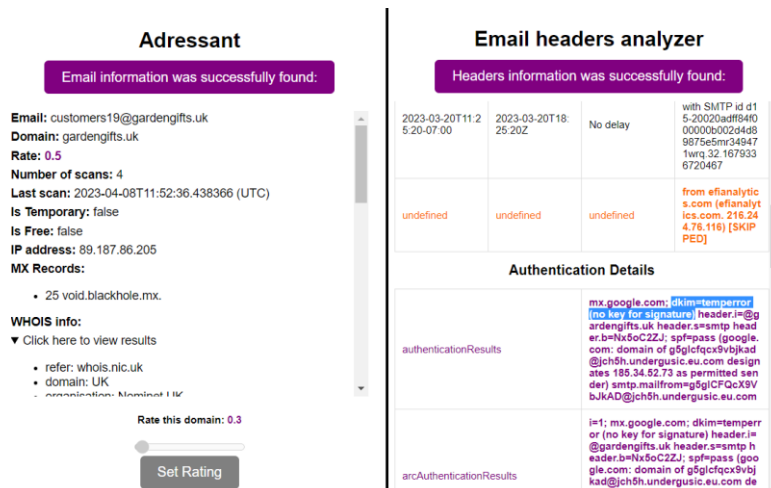 Adressant
Email information was successfully found:
Email: customers19@gardengifts.uk
Domain: gardengifts.uk
Rate: 0.5
Number of scans: 4
Last scan: 2023-04-08T11:52:36.438366 (UTC)
Is Temporary: false
Is Free: false
IP address: 89.187.86.205
MX Records:
• 25 void.blackhole.mx.
WHOIS info:
▼ Click here to view results
• refer: whois.nic.uk
• domain: UK
• organisation: Nominet UK
Rate this domain: 0.3
Set Rating
Email headers analyzer
Headers information was successfully found:
2023-03-20T11:2
5:20-07:00
2023-03-20T18:
25:20Z
No delay
with SMTP id d1
5-20020adff84f0
00000b002d4d8
9875e5mr34947
1wrq.32.167933
6720467
undefined
undefined
undefined
from efianalytic
s.com (efianalyt
ics.com. 216.24
4.76.116) [SKIP
PED]
Authentication Details
authenticationResults
mx.google.com; dkim=temperror
(no key for signature) header.i=@g
ardengifts.uk header.s=smtp head
er.b=Nx5oC2ZJ; spf=pass (google.
com: domain of g5glcfqcx9vbjkad
@jch5h.undergusic.eu.com design
ates 185.34.52.73 as permitted sen
der) smtp.mailfrom=g5glCFQcX9V
bJkAD@jch5h.undergusic.eu.com
arcAuthenticationResults
i=1; mx.google.com; dkim=temperr
or (no key for signature) header.i=
@gardengifts.uk header.s=smtp h
eader.b=Nx5oC2ZJ; spf=pass (goo
gle.com: domain of g5glcfqcx9vbj
kad@jch5h.undergusic.eu.com de